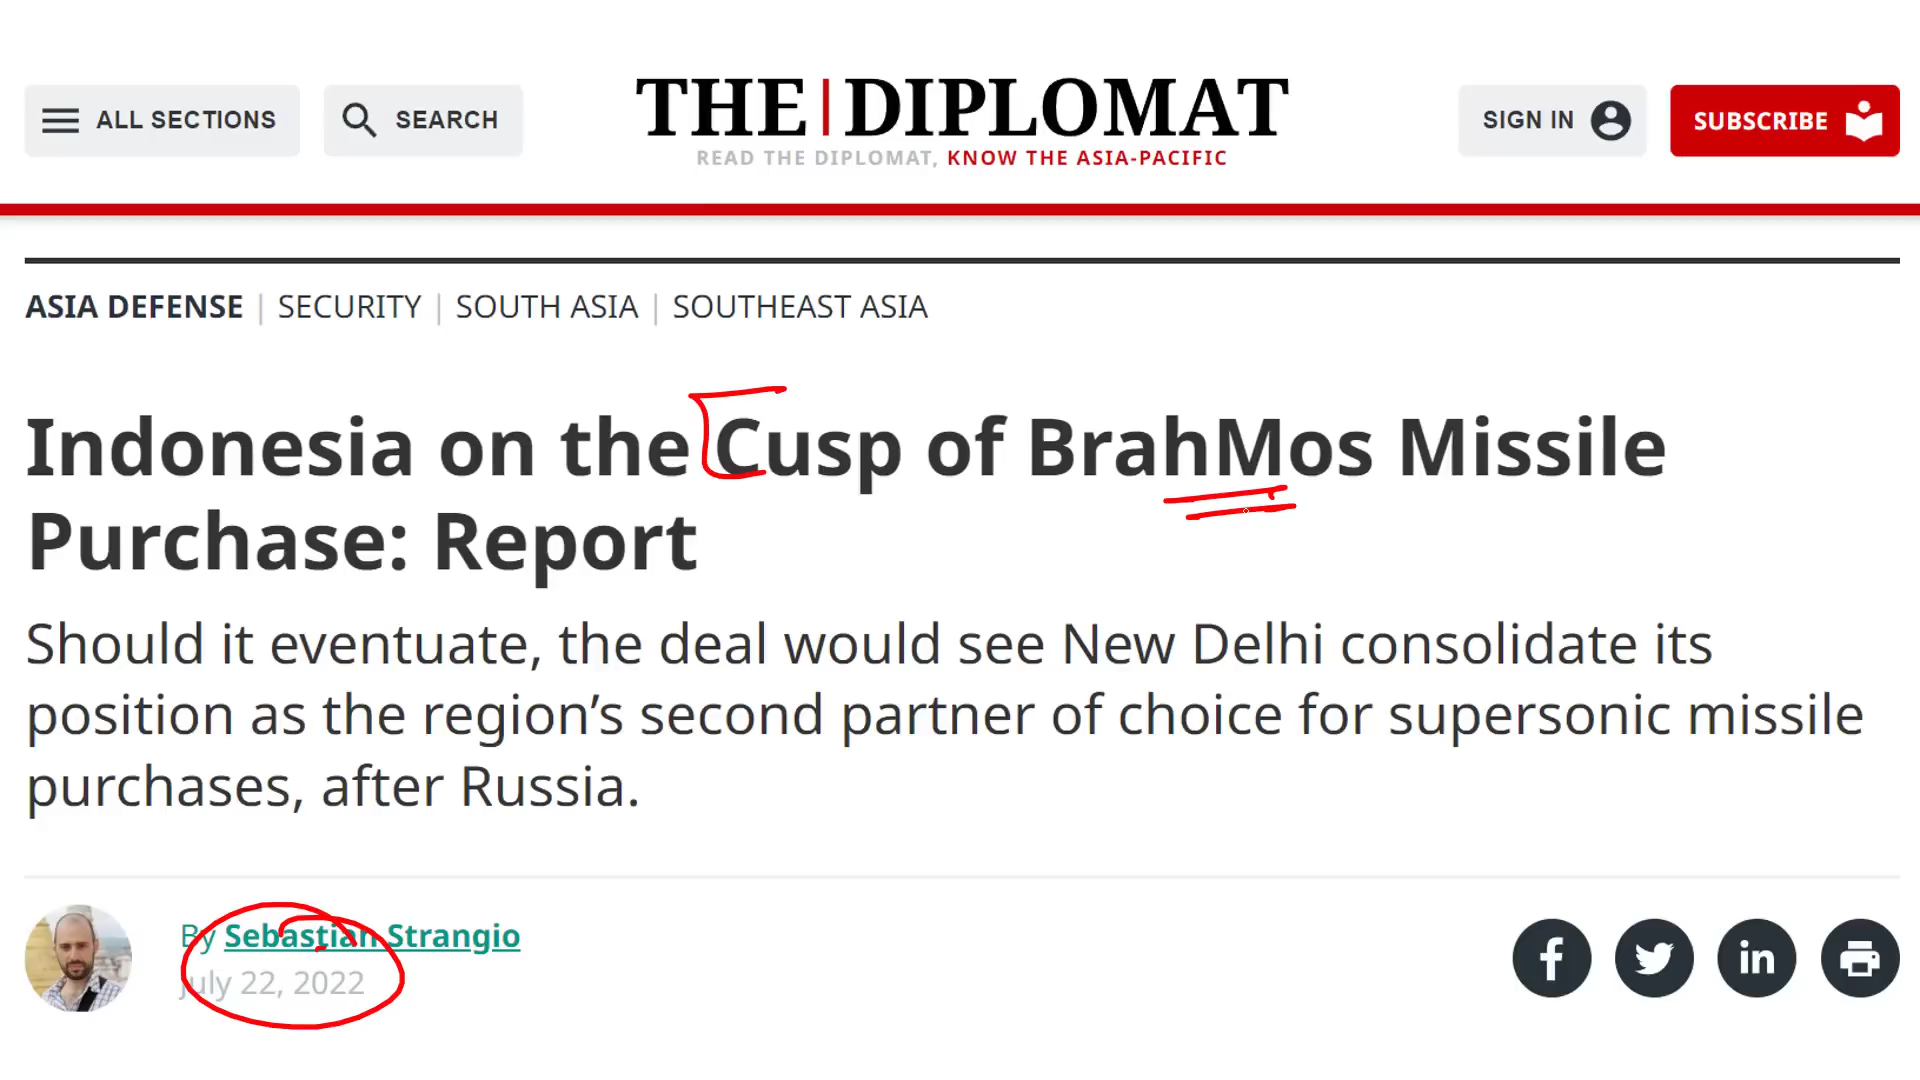 ALL SECTIONS
SEARCH
THE|DIPLOMAT
READ THE DIPLOMAT, KNOW THE ASIA-PACIFIC
SIGN IN
SUBSCRIBE
ASIA DEFENSE | SECURITY | SOUTH ASIA | SOUTHEAST ASIA
Indonesia on the Cusp of BrahMos Missile
Purchase: Report
Should it eventuate, the deal would see New Delhi consolidate its
position as the region’s second partner of choice for supersonic missile
purchases, after Russia.
By Sebastian Strangio
July 22, 2022